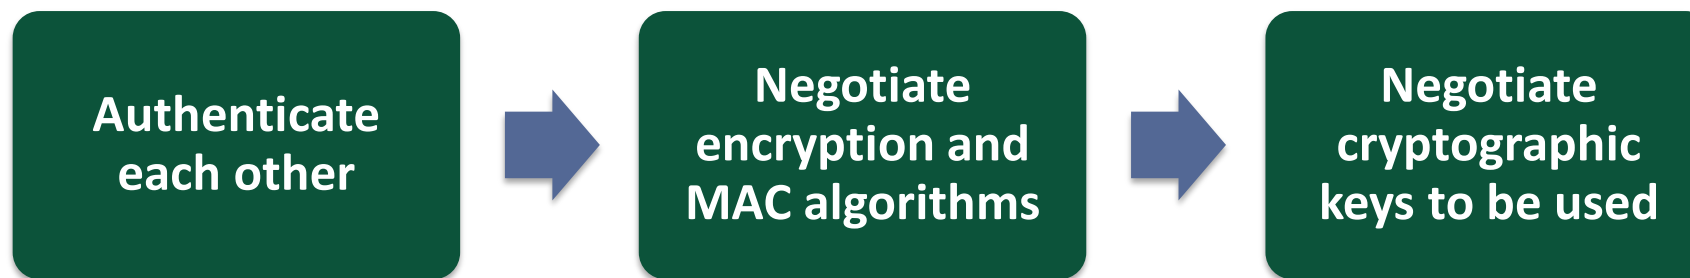 Authenticate
each other
Negotiate
encryption and
MAC algorithms
Negotiate
cryptographic
keys to be used